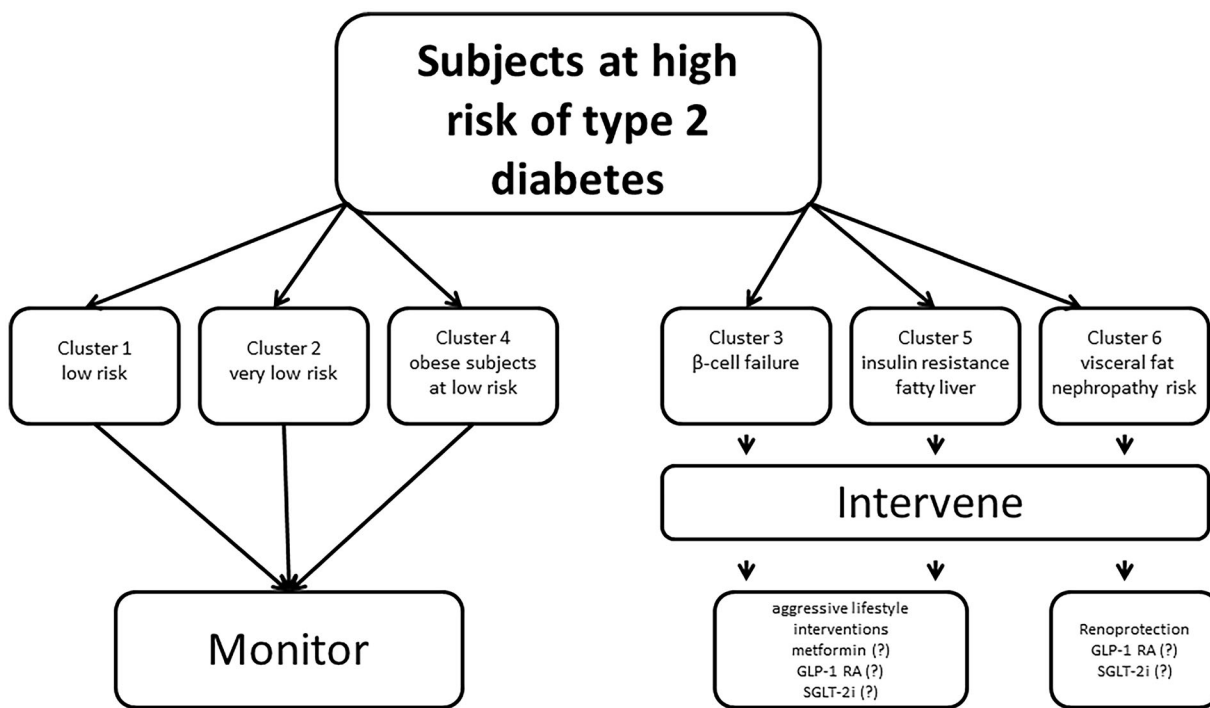 Subjects at high
risk of type 2
diabetes
Cluster 1
low risk
Cluster 2
very low risk
Cluster 4
obese subjects
at low risk
Cluster 3
β-cell failure
Cluster 5
insulin resistance
fatty liver
Cluster 6
visceral fat
nephropathy risk
Intervene
Monitor
aggressive lifestyle
interventions
metformin (?)
GLP-1 RA (?)
SGLT-2i (?)
Renoprotection
GLP-1 RA (?)
SGLT-2i (?)